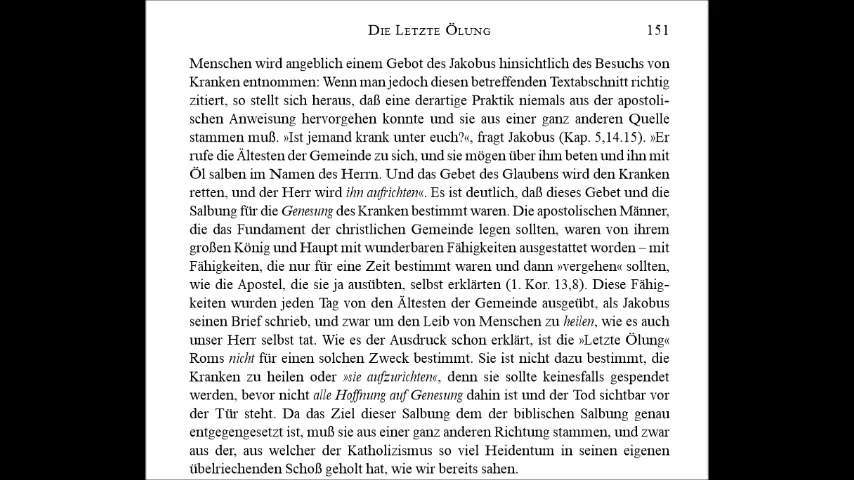 Die Letzte Ölung 151
Menschen wird angeblich einem Gebot des Jakobus hinsichtlich des Besuchs von
Kranken entnommen: Wenn man jedoch diesen betreffenden Textabschnitt richtig
zitiert, so stellt sich heraus, daß eine derartige Praktik niemals aus der apostoli-
schen Anweisung hervorgehen konnte und sie aus einer ganz anderen Quelle
stammen muß. »Ist jemand krank unter euch?«, fragt Jakobus (Kap. 5,14.15). »Er
rufe die Ältesten der Gemeinde zu sich, und sie mögen über ihm beten und ihn mit
Öl salben im Namen des Herrn. Und das Gebet des Glaubens wird den Kranken
retten, und der Herr wird ihn aufrichten«. Es ist deutlich, daß dieses Gebet und die
Salbung für die Genesung des Kranken bestimmt waren. Die apostolischen Männer,
die das Fundament der christlichen Gemeinde legen sollten, waren von ihrem
großen König und Haupt mit wunderbaren Fähigkeiten ausgestattet worden – mit
Fähigkeiten, die nur für eine Zeit bestimmt waren und dann »vergehen« sollten,
wie die Apostel, die sie ja ausübten, selbst erklärten (1. Kor. 13,8). Diese Fähig-
keiten wurden jeden Tag von den Ältesten der Gemeinde ausgeübt, als Jakobus
seinen Brief schrieb, und zwar um den Leib von Menschen zu heilen, wie es auch
unser Herr selbst tat. Wie es der Ausdruck schon erklärt, ist die »Letzte Ölung«
Roms nicht für einen solchen Zweck bestimmt. Sie ist nicht dazu bestimmt, die
Kranken zu heilen oder »sie aufzurichten«, denn sie sollte keinesfalls gespendet
werden, bevor nicht alle Hoffnung auf Genesung dahin ist und der Tod sichtbar vor
der Tür steht. Da das Ziel dieser Salbung dem der biblischen Salbung genau
entgegengesetzt ist, muß sie aus einer ganz anderen Richtung stammen, und zwar
aus der, aus welcher der Katholizismus so viel Heidentum in seinen eigenen
übelriechenden Schoß geholt hat, wie wir bereits sahen.